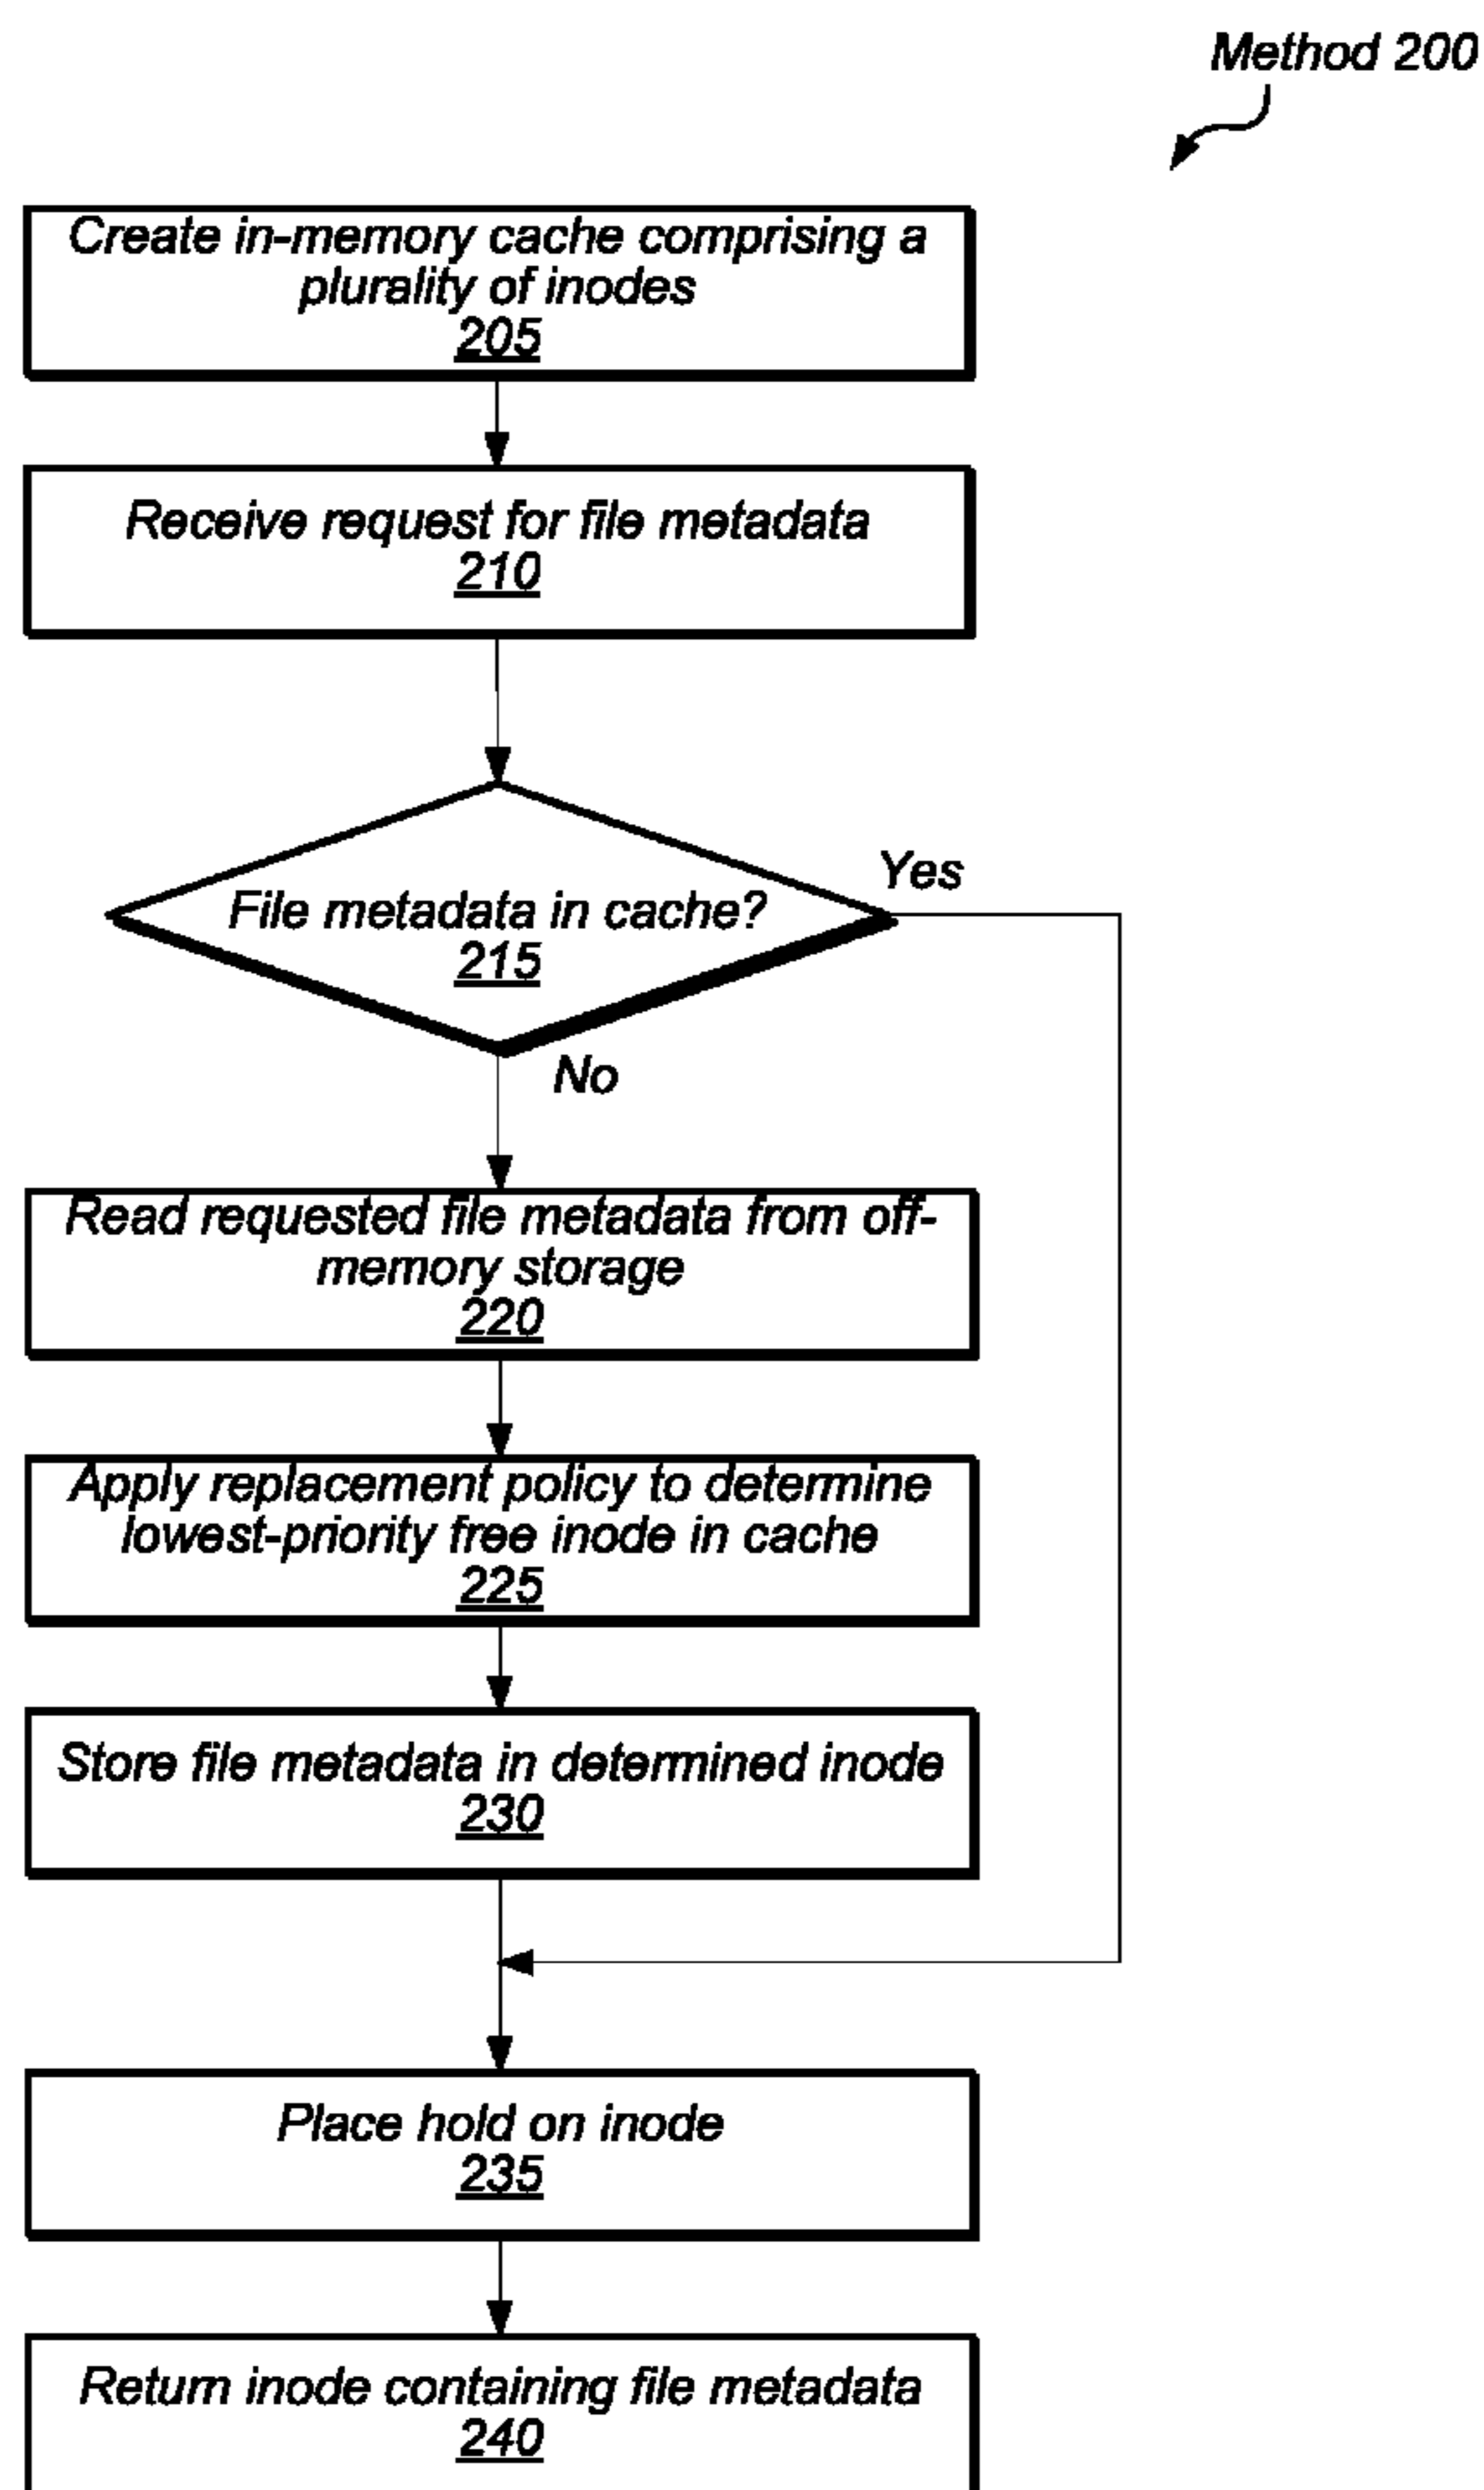 Method 200
Create in-memory cache comprising a
plurality of inodes
205
Receive request for file metadata
210
File metadata in cache?
215
Yes
No
Read requested file metadata from off-
memory storage
220
Apply replacement policy to determine
lowest-priority free inode in cache
225
Store file metadata in determined inode
230
Place hold on inode
235
Return inode containing file metadata
240